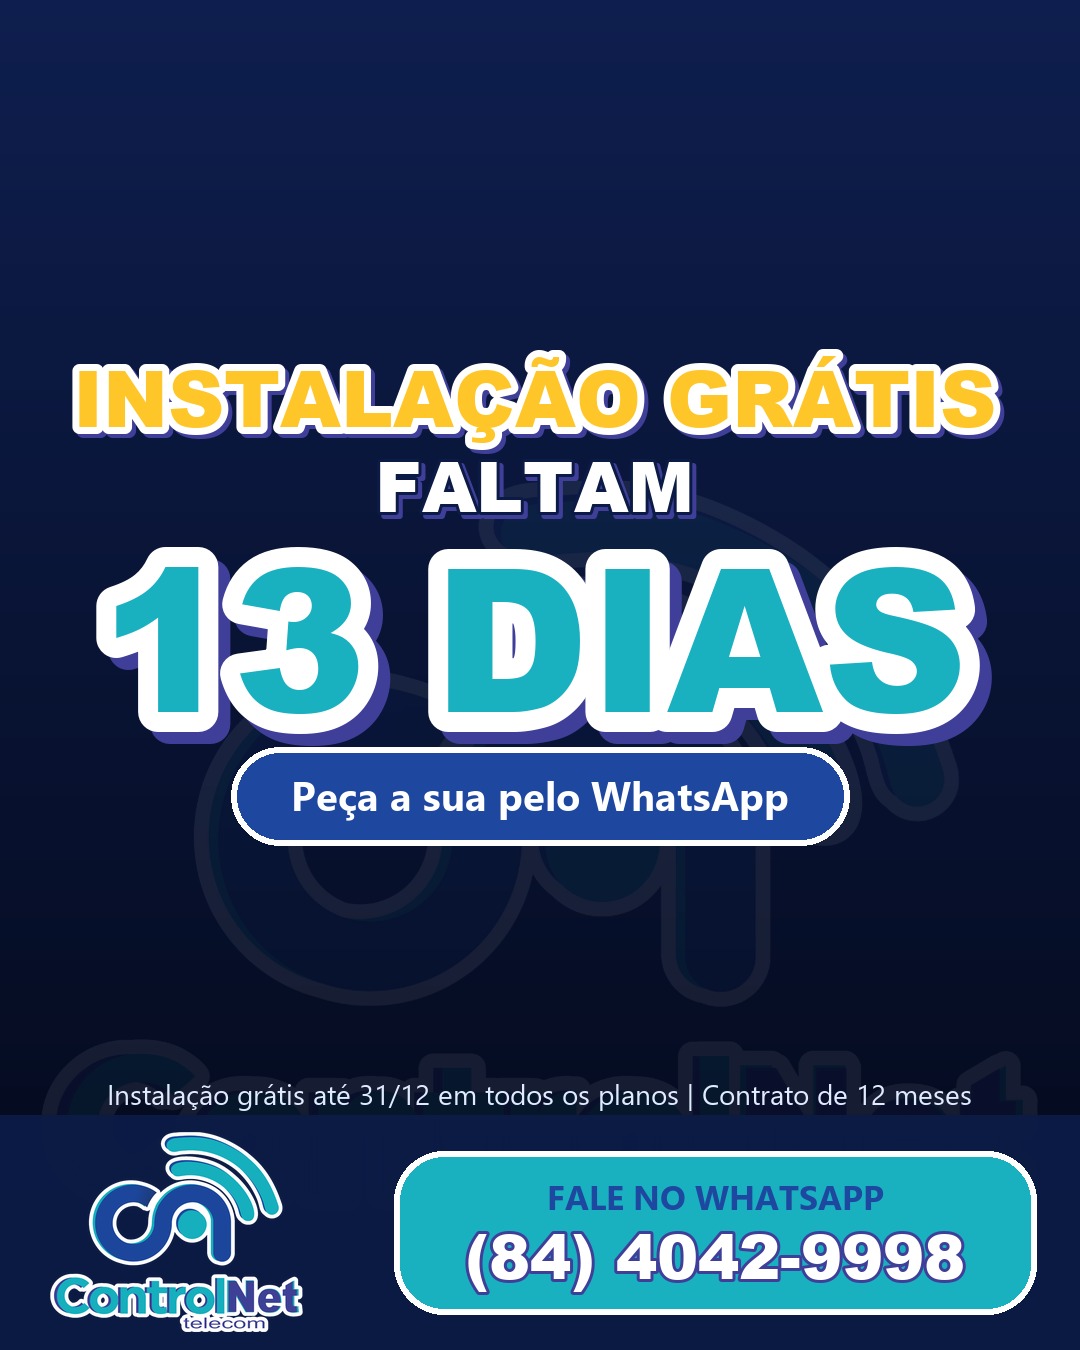 INSTALAÇÃO GRÁTIS
FALTAM
13 DIAS
Peça a sua pelo WhatsApp
Instalação grátis até 31/12 em todos os planos | Contrato de 12 meses
ControlNet
telecom
FALE NO WHATSAPP
(84) 4042-9998